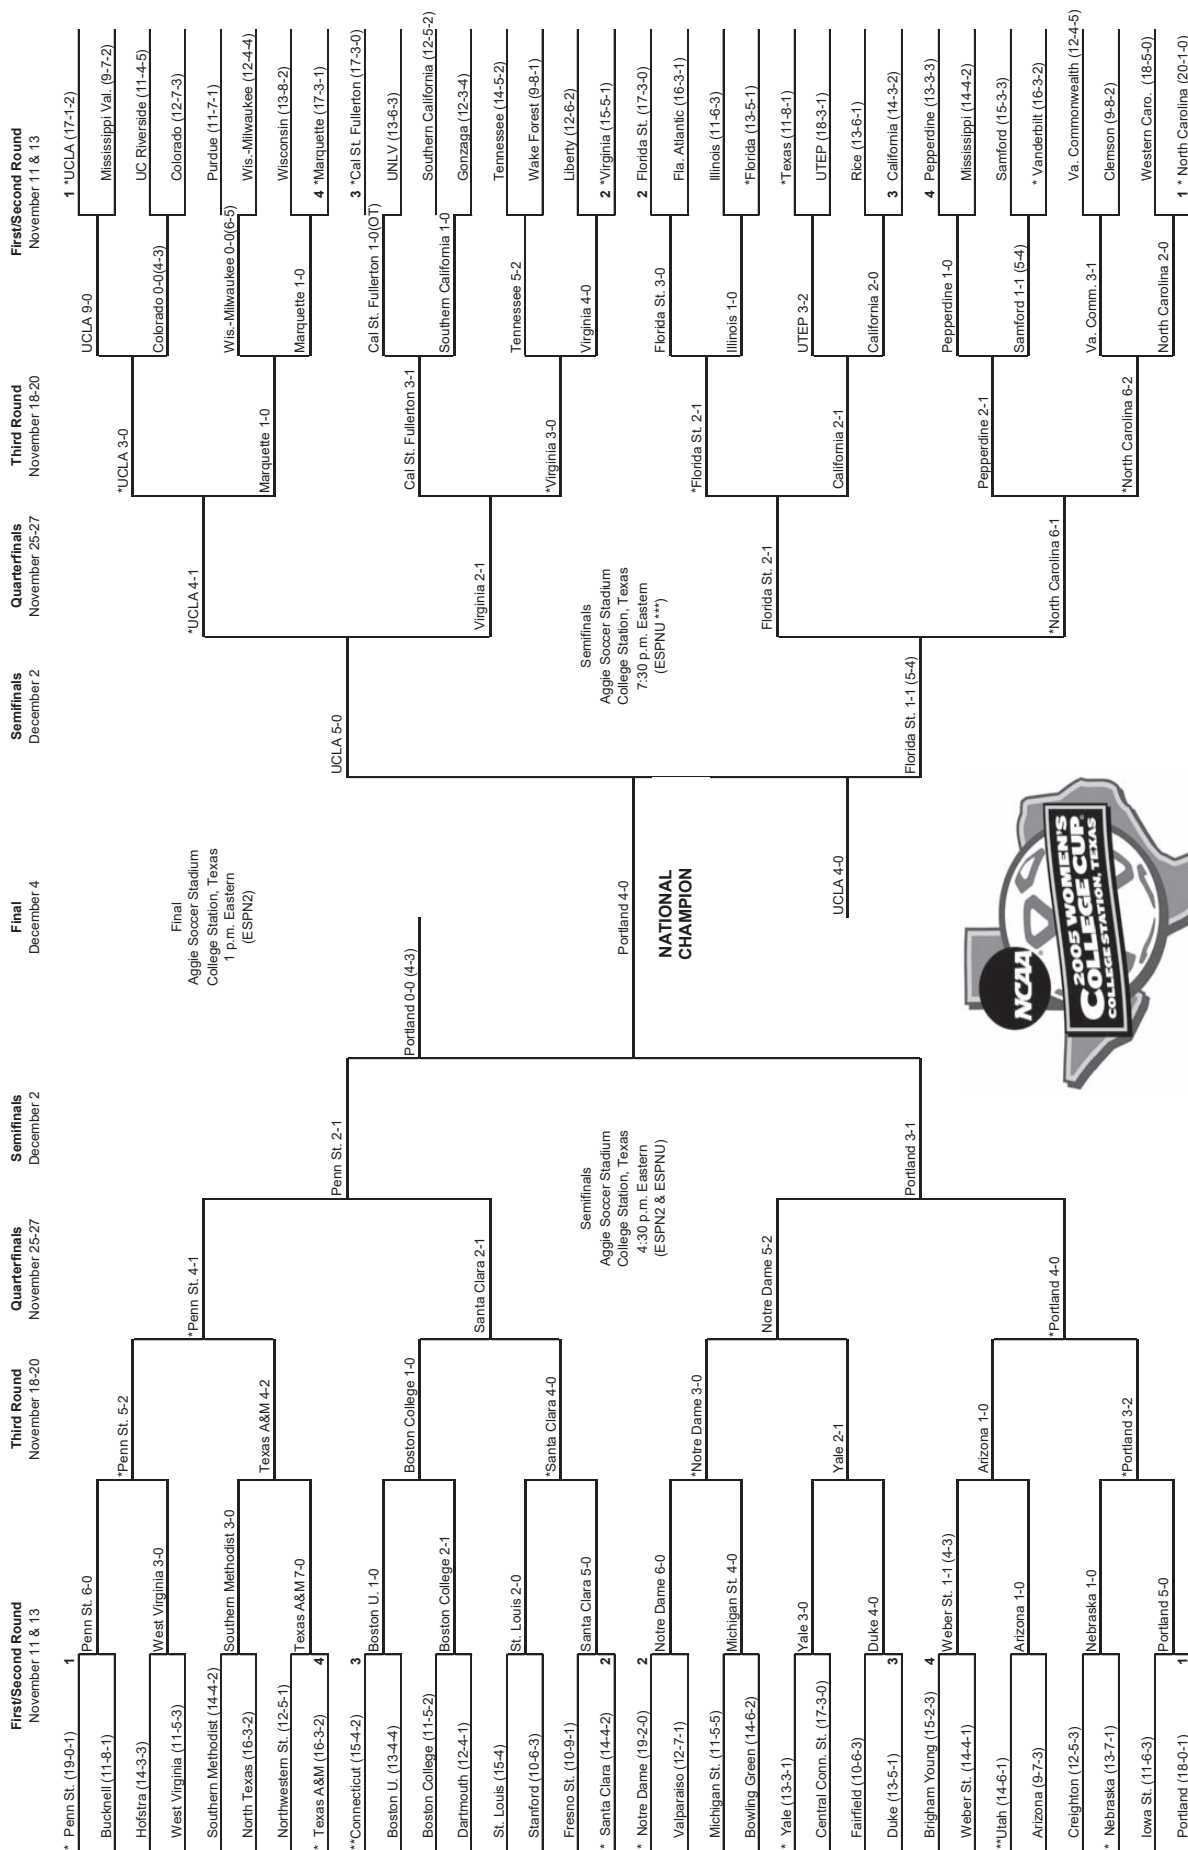 First/Second Round
November 11 & 13
Third Round
November 18-20
Quarterfinals
November 25-27
Semifinals
December 2
Final
December 4
Semifinals
December 2
Quarterfinals
November 25-27
Third Round
November 18-20
First/Second Round
November 11 & 13
* Penn St. (19-0-1) 1
Bucknell (11-8-1)
Hofstra (14-3-3)
West Virginia (11-5-3)
Southern Methodist (14-4-2)
North Texas (16-3-2)
Northwestern St. (12-5-1)
* Texas A&M (16-3-2) 4
**Connecticut (15-4-2) 3
Boston U. (13-4-4)
Boston College (11-5-2)
Dartmouth (12-4-1)
St. Louis (15-4)
Stanford (10-6-3)
Fresno St. (10-9-1)
* Santa Clara (14-4-2) 2
* Notre Dame (19-2-0) 2
Valparaiso (12-7-1)
Michigan St. (11-5-5)
Bowling Green (14-6-2)
* Yale (13-3-1)
Central Conn. St. (17-3-0)
Fairfield (10-6-3)
Duke (13-5-1) 3
Brigham Young (15-2-3) 4
Weber St. (14-4-1)
**Utah (14-6-1)
Arizona (9-7-3)
Creighton (12-5-3)
* Nebraska (13-7-1)
Iowa St. (11-6-3)
Portland (18-0-1) 1
Penn St. 6-0
West Virginia 3-0
Southern Methodist 3-0
Texas A&M 7-0
Boston U. 1-0
Boston College 2-1
St. Louis 2-0
Santa Clara 5-0
Notre Dame 6-0
Michigan St. 4-0
Yale 3-0
Duke 4-0
Weber St. 1-1 (4-3)
Arizona 1-0
Nebraska 1-0
Portland 5-0
*Penn St. 5-2
Texas A&M 4-2
Boston College 1-0
*Santa Clara 4-0
*Notre Dame 3-0
Yale 2-1
Arizona 1-0
*Portland 3-2
*Penn St. 4-1
Santa Clara 2-1
Notre Dame 5-2
*Portland 4-0
Penn St. 2-1
Semifinals
Aggie Soccer Stadium
College Station, Texas
4:30 p.m. Eastern
(ESPN2 & ESPNU)
Portland 3-1
Final
Aggie Soccer Stadium
College Station, Texas
1 p.m. Eastern
(ESPN2)
Portland 0-0 (4-3)
Portland 4-0
NATIONAL
CHAMPION
UCLA 4-0
NCAA
2005 WOMEN'S
COLLEGE CUP
COLLEGE STATION, TEXAS
UCLA 5-0
Semifinals
Aggie Soccer Stadium
College Station, Texas
7:30 p.m. Eastern
(ESPNU ***)
Florida St. 1-1 (5-4)
*UCLA 4-1
Virginia 2-1
Florida St. 2-1
*North Carolina 6-1
*UCLA 3-0
Marquette 1-0
Cal St. Fullerton 3-1
*Virginia 3-0
*Florida St. 2-1
California 2-1
Pepperdine 2-1
*North Carolina 6-2
UCLA 9-0
Colorado 0-0(4-3)
Wis.-Milwaukee 0-0(6-5)
Marquette 1-0
Cal St. Fullerton 1-0(OT)
Southern California 1-0
Tennessee 5-2
Virginia 4-0
Florida St. 3-0
Illinois 1-0
UTEP 3-2
California 2-0
Pepperdine 1-0
Samford 1-1 (5-4)
Va. Comm. 3-1
North Carolina 2-0
1 *UCLA (17-1-2)
Mississippi Val. (9-7-2)
UC Riverside (11-4-5)
Colorado (12-7-3)
Purdue (11-7-1)
Wis.-Milwaukee (12-4-4)
Wisconsin (13-8-2)
4 *Marquette (17-3-1)
3 *Cal St. Fullerton (17-3-0)
UNLV (13-6-3)
Southern California (12-5-2)
Gonzaga (12-3-4)
Tennessee (14-5-2)
Wake Forest (9-8-1)
Liberty (12-6-2)
2 *Virginia (15-5-1)
2 Florida St. (17-3-0)
Fla. Atlantic (16-3-1)
Illinois (11-6-3)
*Florida (13-5-1)
*Texas (11-8-1)
UTEP (18-3-1)
Rice (13-6-1)
3 California (14-3-2)
4 Pepperdine (13-3-3)
Mississippi (14-4-2)
Samford (15-3-3)
* Vanderbilt (16-3-2)
Va. Commonwealth (12-4-5)
Clemson (9-8-2)
Western Caro. (18-5-0)
1 * North Carolina (20-1-0)